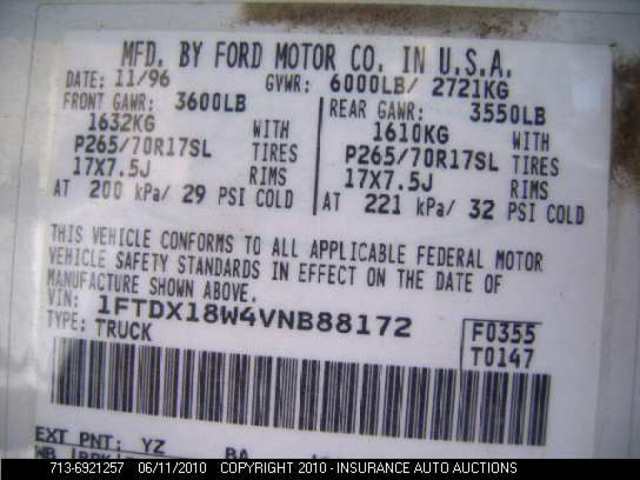 MFD. BY FORD MOTOR CO. IN U.S.A.
DATE: 11/96 GVWR: 6000LB/ 2721KG
FRONT GAWR: 3600LB REAR GAWR: 3550LB
1632KG WITH 1610KG WITH
P265/70R17SL TIRES P265/70R17SL TIRES
17X7.5J RIMS 17X7.5J RIMS
AT 200 kPa/ 29 PSI COLD AT 221 kPa/ 32 PSI COLD
THIS VEHICLE CONFORMS TO ALL APPLICABLE FEDERAL MOTOR
VEHICLE SAFETY STANDARDS IN EFFECT ON THE DATE OF
MANUFACTURE SHOWN ABOVE.
VIN: 1FTDX18W4VNB88172 F0355
TYPE: TRUCK T0147
EXT PNT: YZ
WB
713-6921257 06/11/2010 COPYRIGHT 2010 - INSURANCE AUTO AUCTIONS